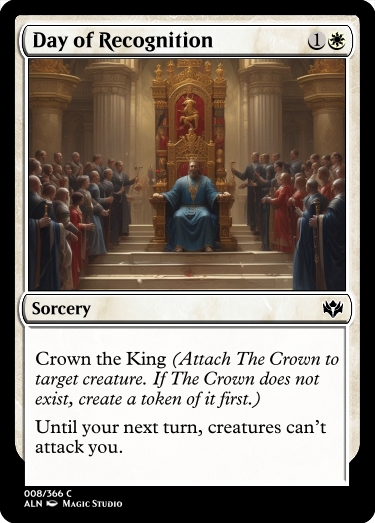 Day of Recognition 1
Sorcery
Crown the King (Attach The Crown to
target creature. If The Crown does not
exist, create a token of it first.)
Until your next turn, creatures can't
attack you.
008/366 C
ALN Magic Studio